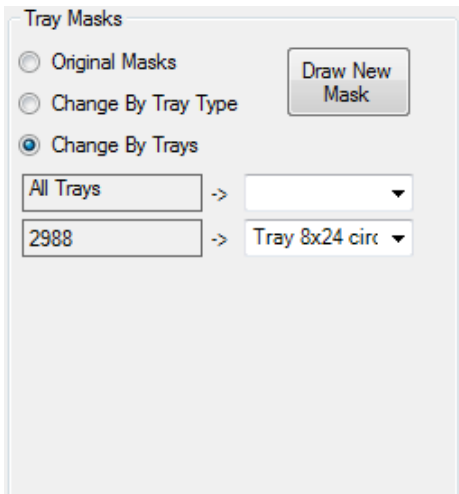 Tray Masks
Original Masks
Draw New
Mask
Change By Tray Type
Change By Trays
All Trays ->
2988 -> Tray 8x24 circ